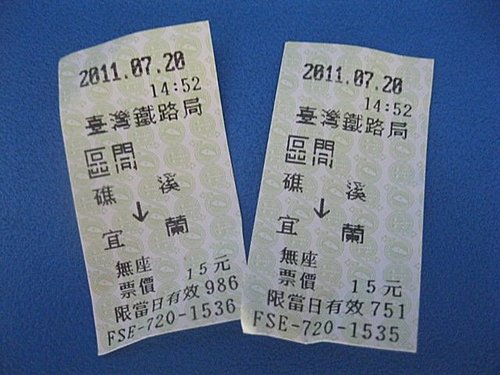 2011.07.20
14:52
臺灣鐵路局
區間
礁 溪
↓
宜 蘭
無座
票價 15元
限當日有效 986
FSE-720-1536
2011.07.20
14:52
臺灣鐵路局
區間
礁 溪
↓
宜 蘭
無座
票價 15元
限當日有效 751
FSE-720-1535